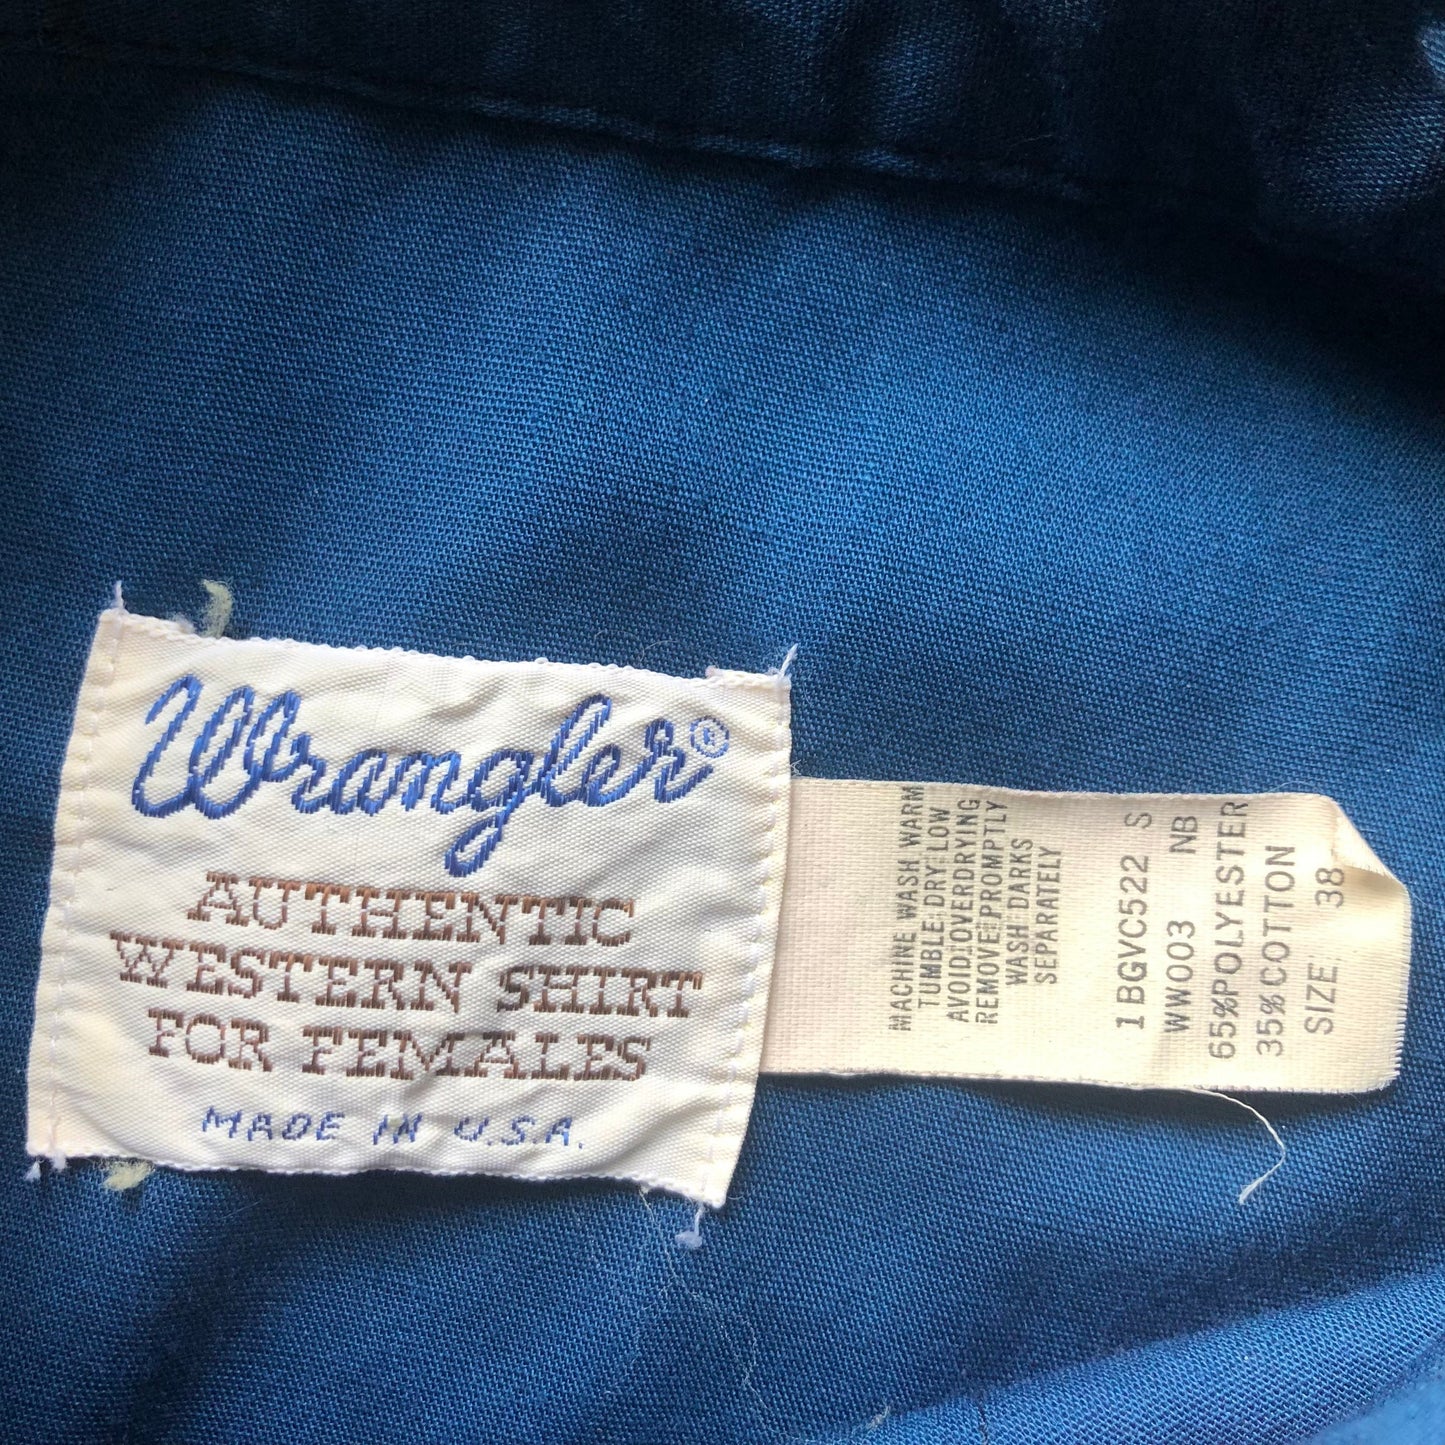 Wrangler®
AUTHENTIC
WESTERN SHIRT
FOR FEMALES
MADE IN U.S.A.
MACHINE WASH WARM
TUMBLE DRY LOW
AVOID OVERDRYING
REMOVE PROMPTLY
WASH DARKS
SEPARATELY
1 BGVC522 S
WW003 NB
65%POLYESTER
35%COTTON
SIZE 38